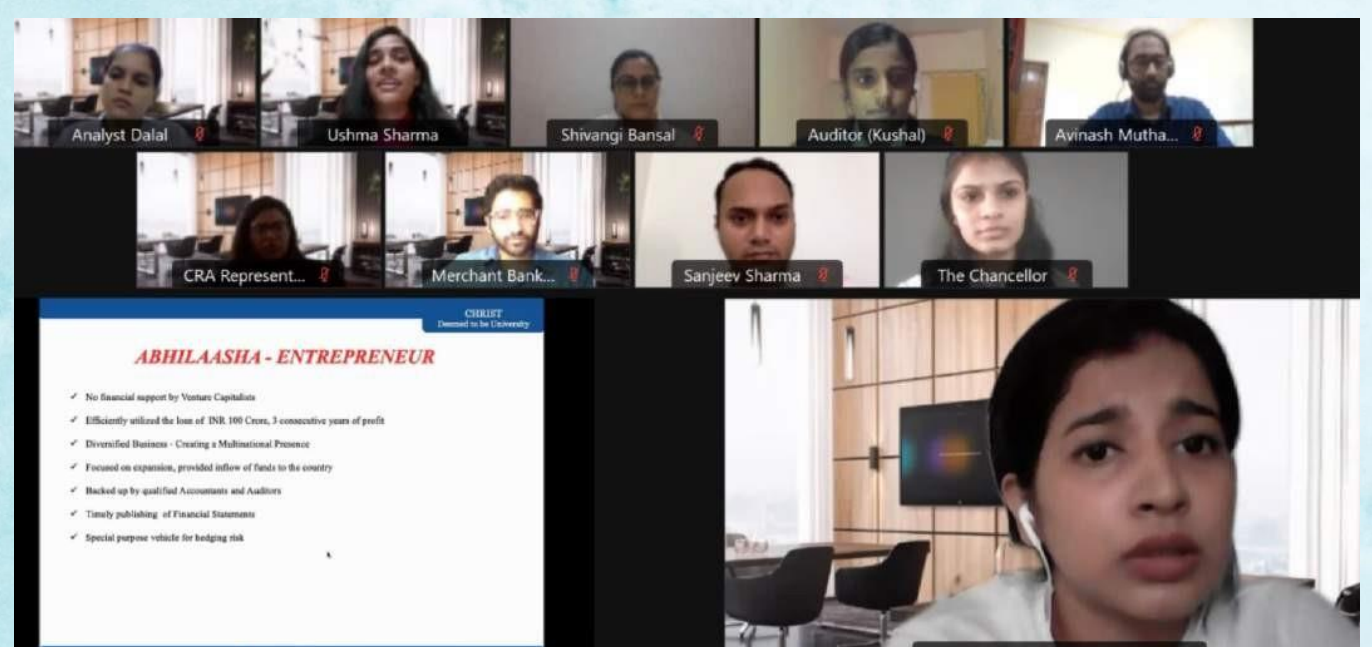 Analyst Dalal
Ushma Sharma
Shivangi Bansal
Auditor (Kushal)
Avinash Mutha...
CRA Represent...
Merchant Bank...
Sanjeev Sharma
The Chancellor
CHRIST
Deemed to be University
ABHILAASHA - ENTREPRENEUR
✓ No financial support by Venture Capitalists
✓ Efficiently utilized the loan of INR 100 Crore, 3 consecutive years of profit
✓ Diversified Business - Creating a Multinational Presence
✓ Focused on expansion, provided inflow of funds to the country
✓ Backed up by qualified Accountants and Auditors
✓ Timely publishing of Financial Statements
✓ Special purpose vehicle for hedging risk